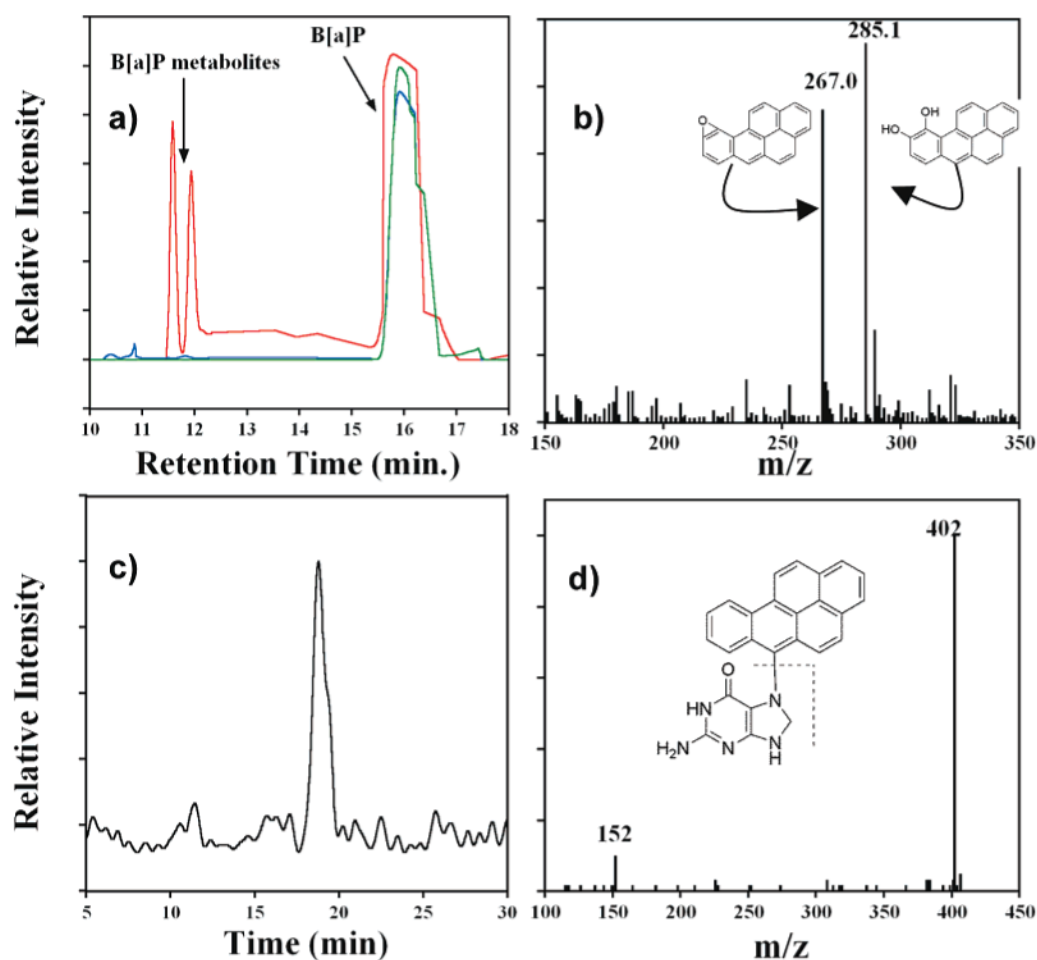 a)
B[a]P metabolites
B[a]P
Relative Intensity
10 11 12 13 14 15 16 17 18
Retention Time (min.)
b)
285.1
267.0
O
OH
HO
150 200 250 300 350
m/z
c)
Relative Intensity
5 10 15 20 25 30
Time (min)
d)
402
152
O
HN
N
H₂N
N
N
H
100 150 200 250 300 350 400 450
m/z